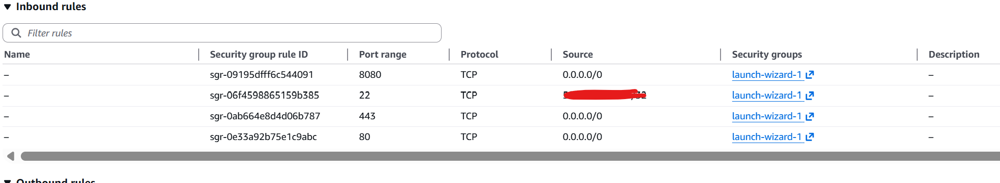 Inbound rules
Filter rules
Name Security group rule ID Port range Protocol Source Security groups Description
– sgr-09195dfff6c544091 8080 TCP 0.0.0.0/0 launch-wizard-1 –
– sgr-06f4598865159b385 22 TCP /32 launch-wizard-1 –
– sgr-0ab664e8d4d06b787 443 TCP 0.0.0.0/0 launch-wizard-1 –
– sgr-0e33a92b75e1c9abc 80 TCP 0.0.0.0/0 launch-wizard-1 –
Outbound rules